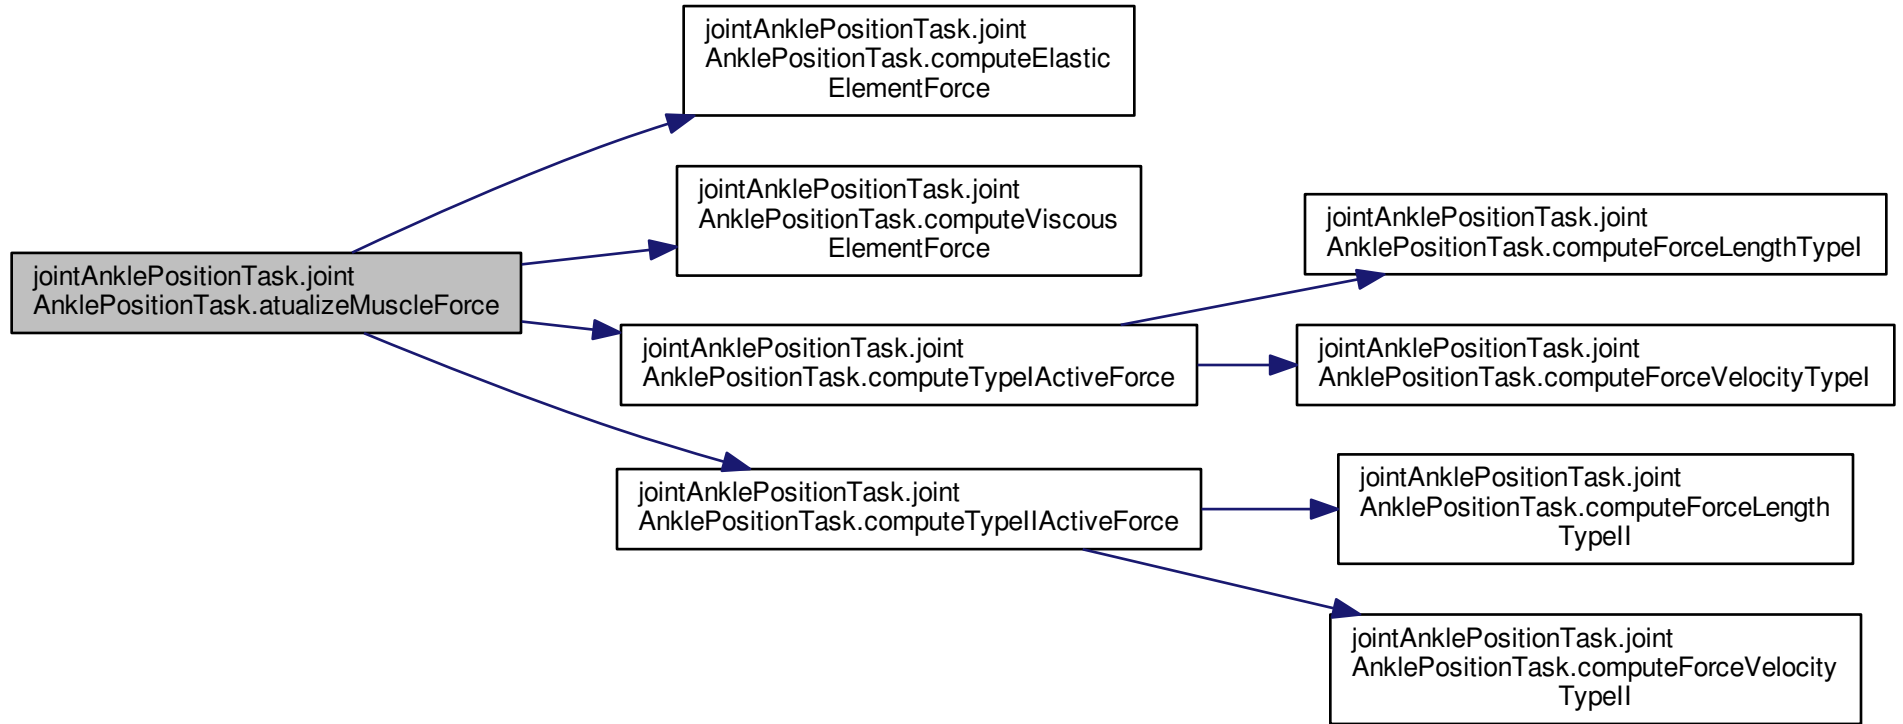 jointAnklePositionTask.joint
AnklePositionTask.atualizeMuscleForce
jointAnklePositionTask.joint
AnklePositionTask.computeElastic
ElementForce
jointAnklePositionTask.joint
AnklePositionTask.computeViscous
ElementForce
jointAnklePositionTask.joint
AnklePositionTask.computeTypeIActiveForce
jointAnklePositionTask.joint
AnklePositionTask.computeTypeIIActiveForce
jointAnklePositionTask.joint
AnklePositionTask.computeForceLengthTypeI
jointAnklePositionTask.joint
AnklePositionTask.computeForceVelocityTypeI
jointAnklePositionTask.joint
AnklePositionTask.computeForceLength
TypeII
jointAnklePositionTask.joint
AnklePositionTask.computeForceVelocity
TypeII